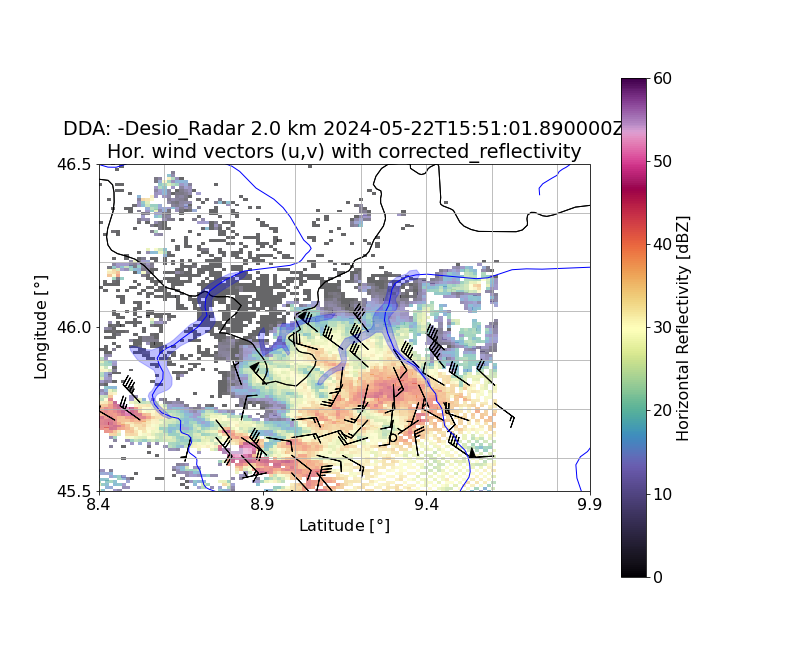 DDA: -Desio_Radar 2.0 km 2024-05-22T15:51:01.890000Z
Hor. wind vectors (u,v) with corrected_reflectivity
46.5
46.0
45.5
Longitude [°]
8.4 8.9 9.4 9.9
Latitude [°]
60
50
40
30
20
10
0
Horizontal Reflectivity [dBZ]